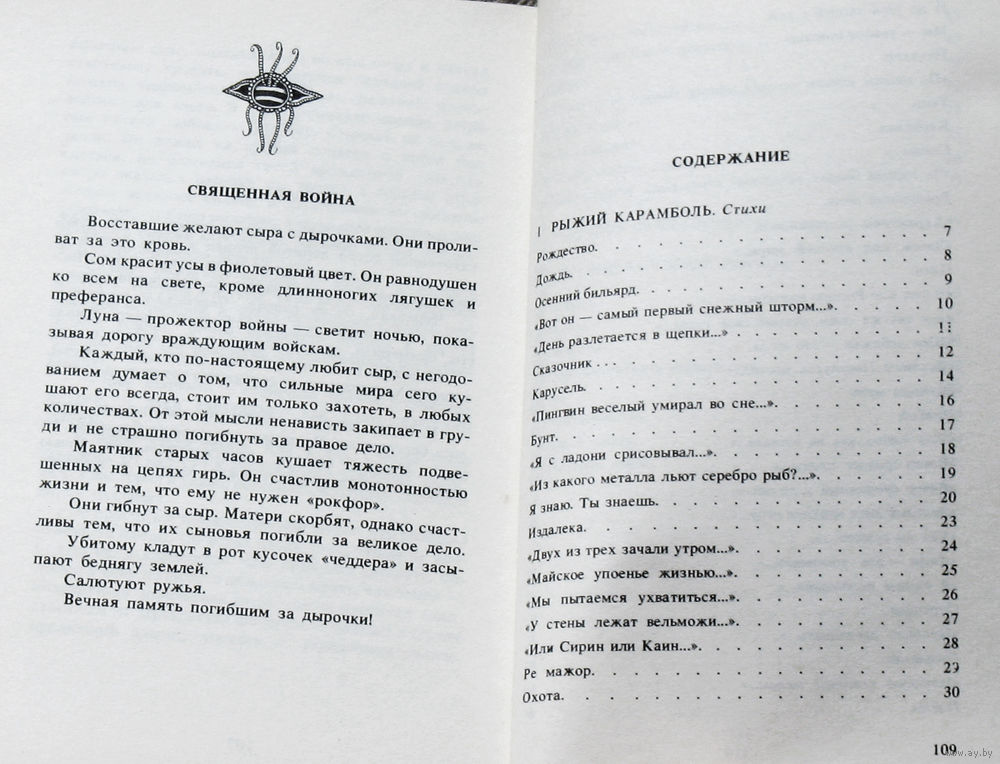 СВЯЩЕННАЯ ВОЙНА
Восставшие желают сыра с дырочками. Они проли-
ват за это кровь.
Сом красит усы в фиолетовый цвет. Он равнодушен
ко всем на свете, кроме длинноногих лягушек и
преферанса.
Луна — прожектор войны — светит ночью, пока-
зывая дорогу враждующим войскам.
Каждый, кто по-настоящему любит сыр, с негодо-
ванием думает о том, что сильные мира сего ку-
шают его всегда, стоит им только захотеть, в любых
количествах. От этой мысли ненависть закипает в гру-
ди и не страшно погибнуть за правое дело.
Маятник старых часов кушает тяжесть подве-
шенных на цепях гирь. Он счастлив монотонностью
жизни и тем, что ему не нужен «рокфор».
Они гибнут за сыр. Матери скорбят, однако счаст-
ливы тем, что их сыновья погибли за великое дело.
Убитому кладут в рот кусочек «чеддера» и засы-
пают беднягу землей.
Салютуют ружья.
Вечная память погибшим за дырочки!
СОДЕРЖАНИЕ
I РЫЖИЙ КАРАМБОЛЬ. Стихи
Рождество. 7
Дождь. 8
Осенний бильярд. 9
«Вот он — самый первый снежный шторм...». 10
«День разлетается в щепки...» 11
Сказочник . . . 12
Карусель. 14
«Пингвин веселый умирал во сне...». 16
Бунт. 17
«Я с ладони срисовывал...». 18
«Из какого металла льют серебро рыб?...». 19
Я знаю. Ты знаешь. 20
Издалека. 23
«Двух из трех зачали утром...». 24
«Майское упоенье жизнью...». 25
«Мы пытаемся ухватиться...». 26
«У стены лежат вельможи...». 27
«Или Сирин или Каин...». 28
Ре мажор. 29
Охота. 30
109
www.ay.by